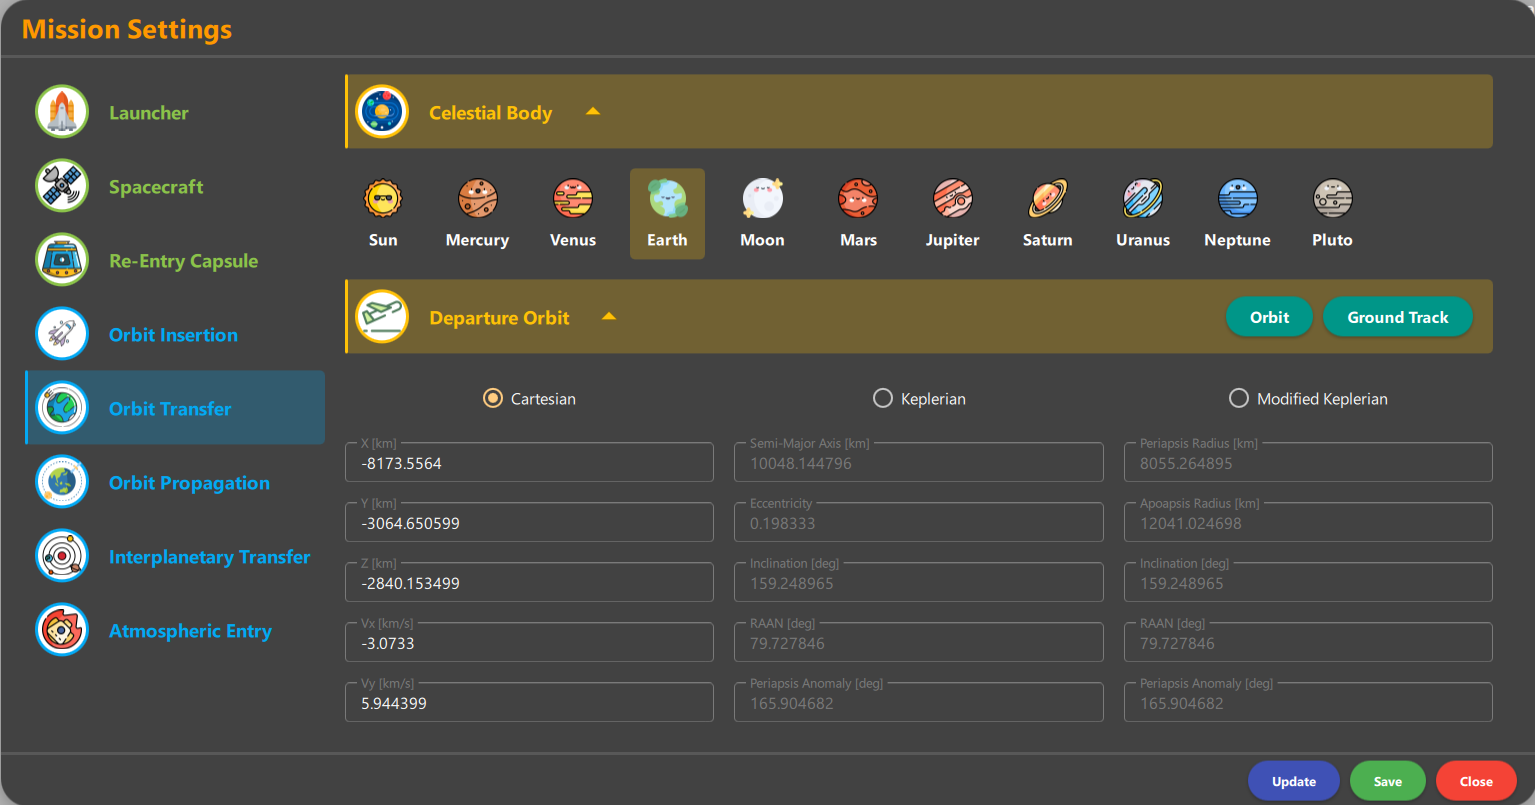 Mission Settings
Launcher
Spacecraft
Re-Entry Capsule
Orbit Insertion
Orbit Transfer
Orbit Propagation
Interplanetary Transfer
Atmospheric Entry
Celestial Body
Sun Mercury Venus Earth Moon Mars Jupiter Saturn Uranus Neptune Pluto
Departure Orbit Orbit Ground Track
Cartesian Keplerian Modified Keplerian
X [km] Semi-Major Axis [km] Periapsis Radius [km]
-8173.5564 10048.144796 8055.264895
Y [km] Eccentricity Apoapsis Radius [km]
-3064.650599 0.198333 12041.024698
Z [km] Inclination [deg] Inclination [deg]
-2840.153499 159.248965 159.248965
Vx [km/s] RAAN [deg] RAAN [deg]
-3.0733 79.727846 79.727846
Vy [km/s] Periapsis Anomaly [deg] Periapsis Anomaly [deg]
5.944399 165.904682 165.904682
Update Save Close